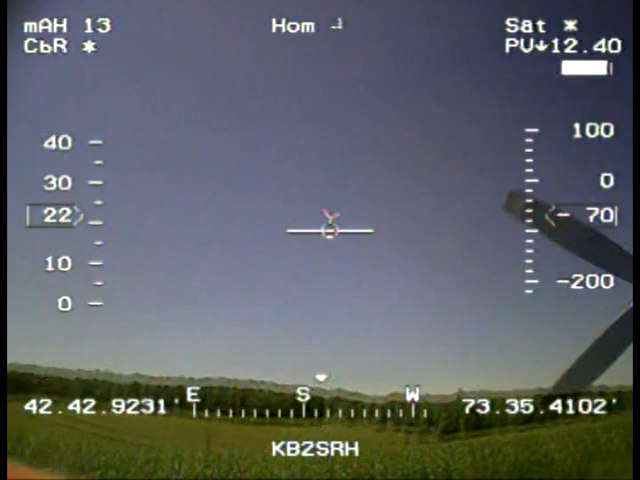 mAH 13
CbR *
Hom
Sat *
PV↓12.40
40
30
22
10
0
100
0
- 70
-200
E S W
42.42.9231'
73.35.4102'
KB2SRH